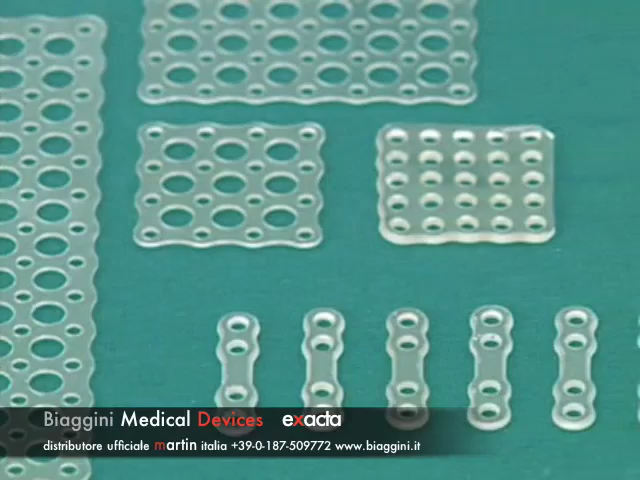 Biaggini Medical Devices exacta
distributore ufficiale martin italia +39-0-187-509772 www.biaggini.it